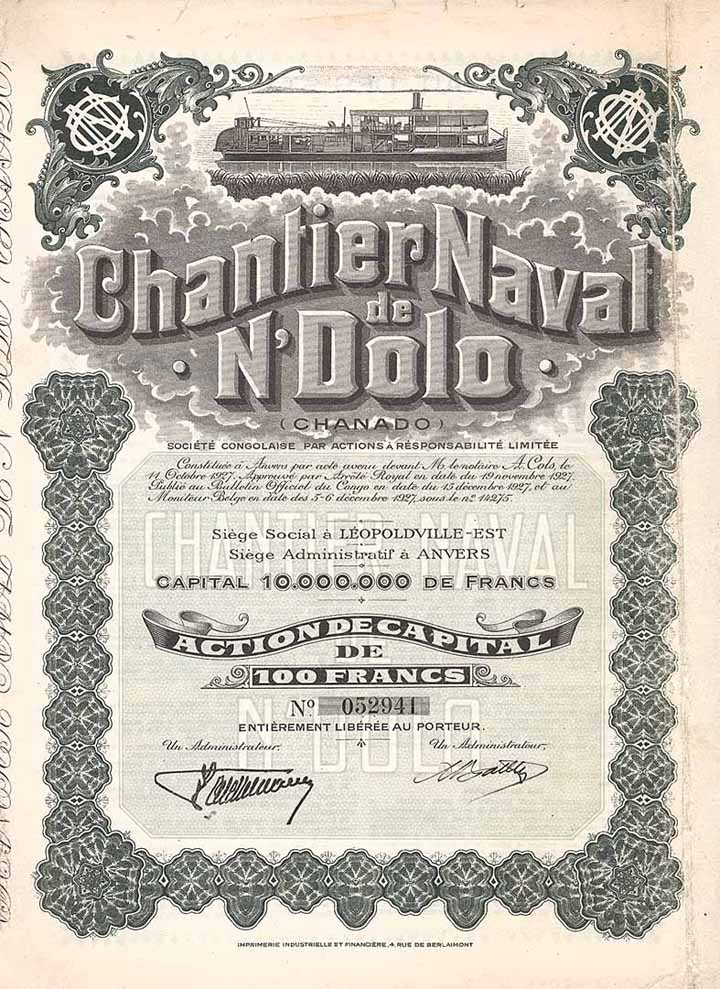 Chantier Naval
de
N'Dolo
(CHANADO)
SOCIÉTÉ CONGOLAISE PAR ACTIONS À RESPONSABILITÉ LIMITÉE
Constituée à Anvers par acte avenu devant M. le notaire A. Cols, le
14 Octobre 1927. Approuvé par Arrêté Royal en date du 19 novembre 1927.
Publié au Bulletin Officiel du Congo en date du 15 décembre 1927, et au
Moniteur Belge en date des 5-6 décembre 1927, sous le n° 14275.
Siège Social à LÉOPOLDVILLE-EST
Siège Administratif à ANVERS
CHANTIER NAVAL
CAPITAL 10.000.000 DE FRANCS
ACTION DE CAPITAL
DE
100 FRANCS
N° 052941
N'DOLO
ENTIÈREMENT LIBÉRÉE AU PORTEUR.
Un Administrateur, Un Administrateur,
IMPRIMERIE INDUSTRIELLE ET FINANCIÈRE, 4, RUE DE BERLAIMONT